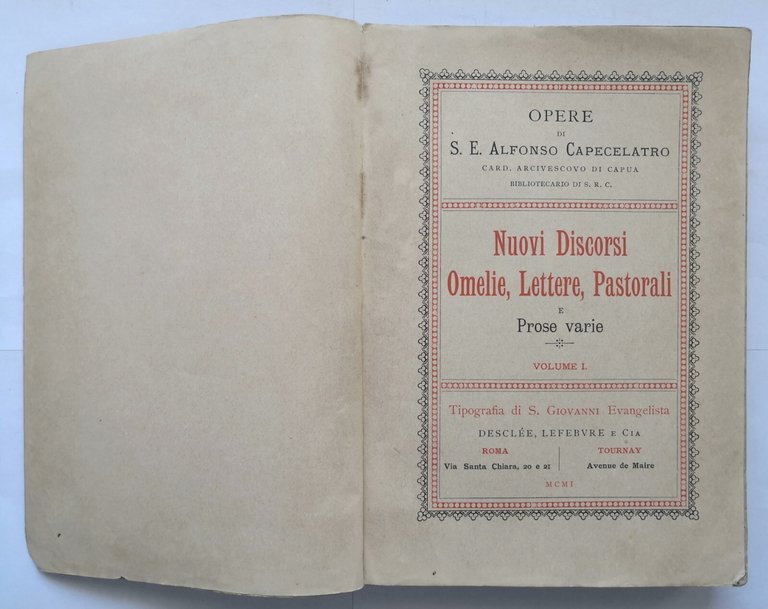 OPERE
DI
S. E. ALFONSO CAPECELATRO
CARD. ARCIVESCOVO DI CAPUA
BIBLIOTECARIO DI S. R. C.
Nuovi Discorsi
Omelie, Lettere, Pastorali
E
Prose varie
VOLUME I.
Tipografia di S. GIOVANNI Evangelista
DESCLÉE, LEFEBVRE E CIA
ROMA TOURNAY
Via Santa Chiara, 20 e 21 Avenue de Maire
MCMI